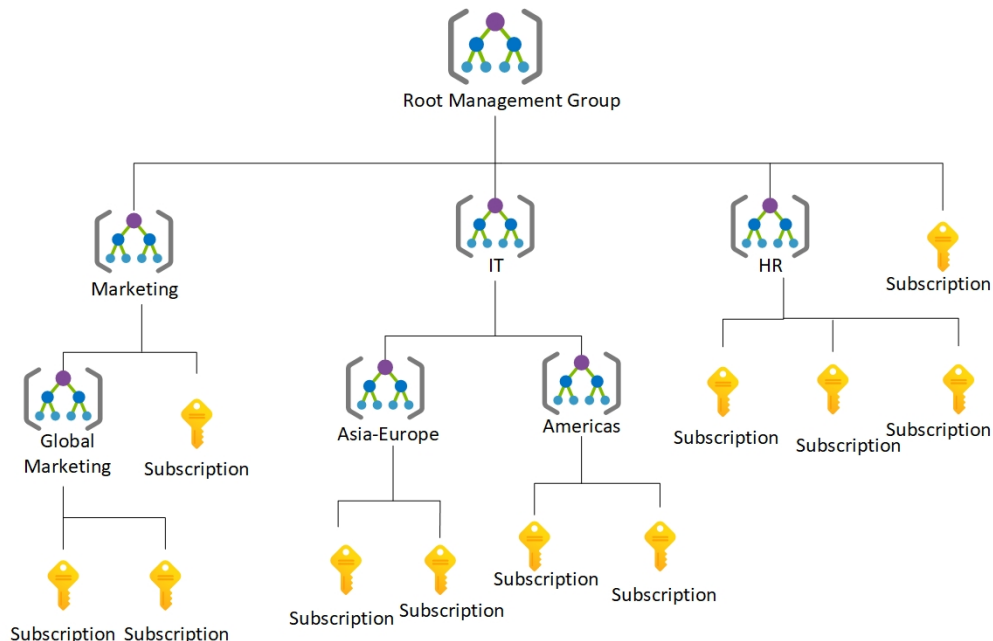 Root Management Group
Marketing
IT
HR
Subscription
Global
Marketing
Subscription
Asia-Europe
Americas
Subscription
Subscription
Subscription
Subscription
Subscription
Subscription
Subscription
Subscription
Subscription